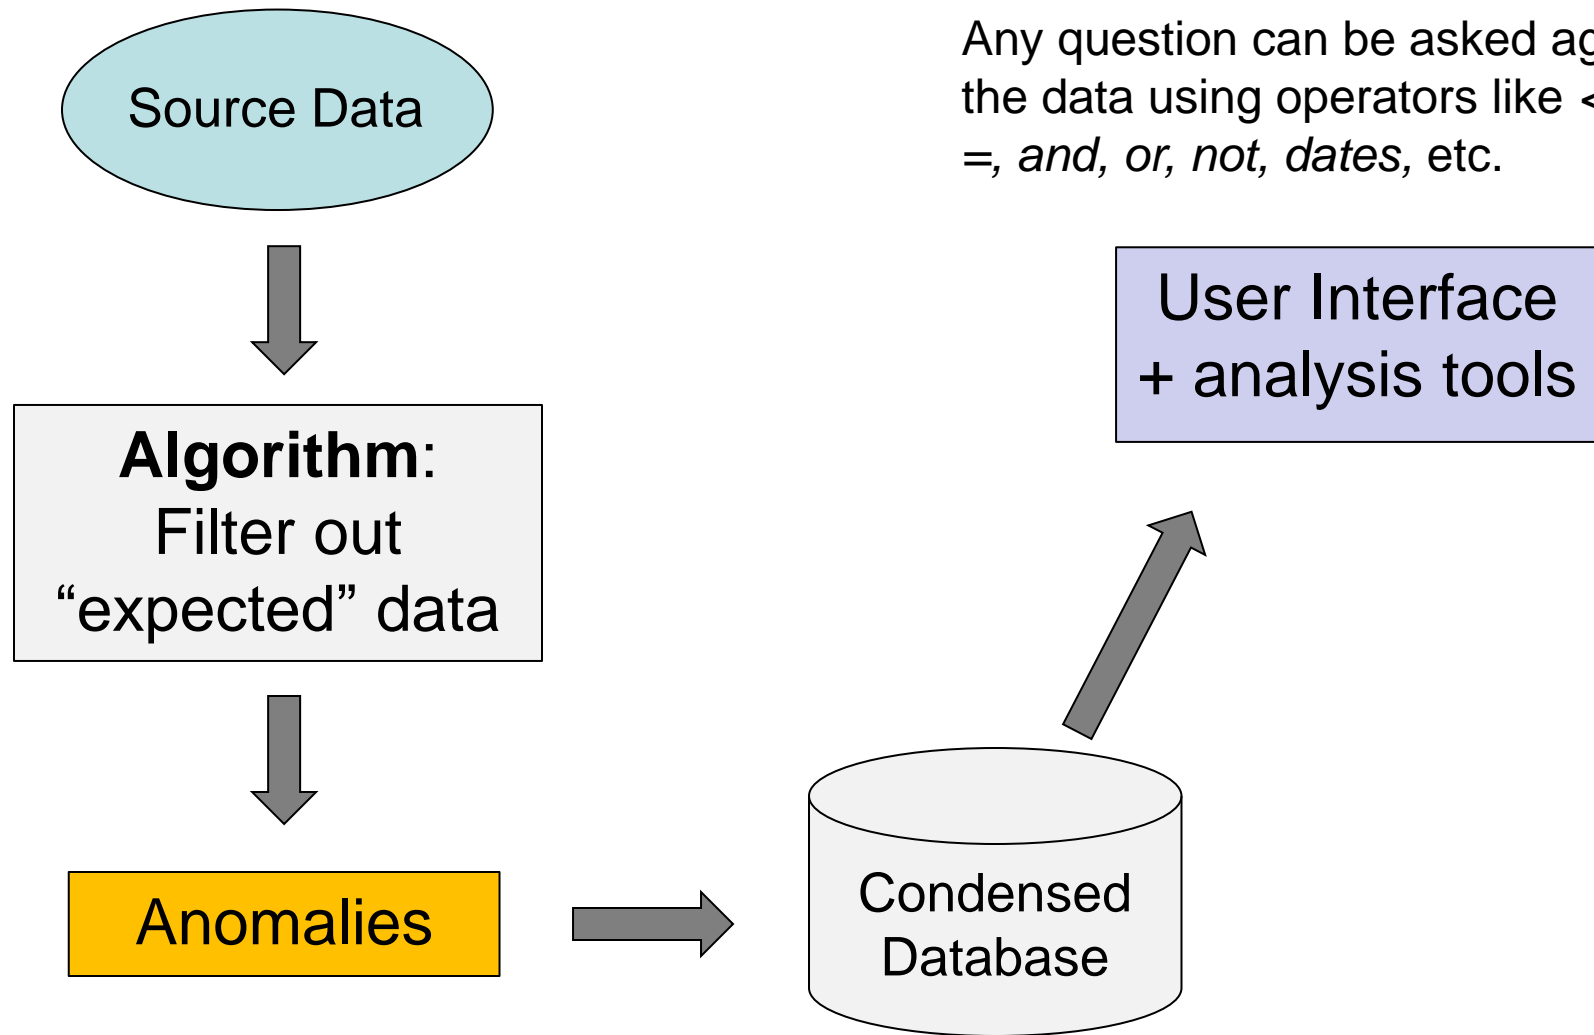 Source Data
Any question can be asked
the data using operators like <
=, and, or, not, dates, etc.
User Interface
+ analysis tools
Algorithm:
Filter out
“expected” data
Anomalies
Condensed
Database